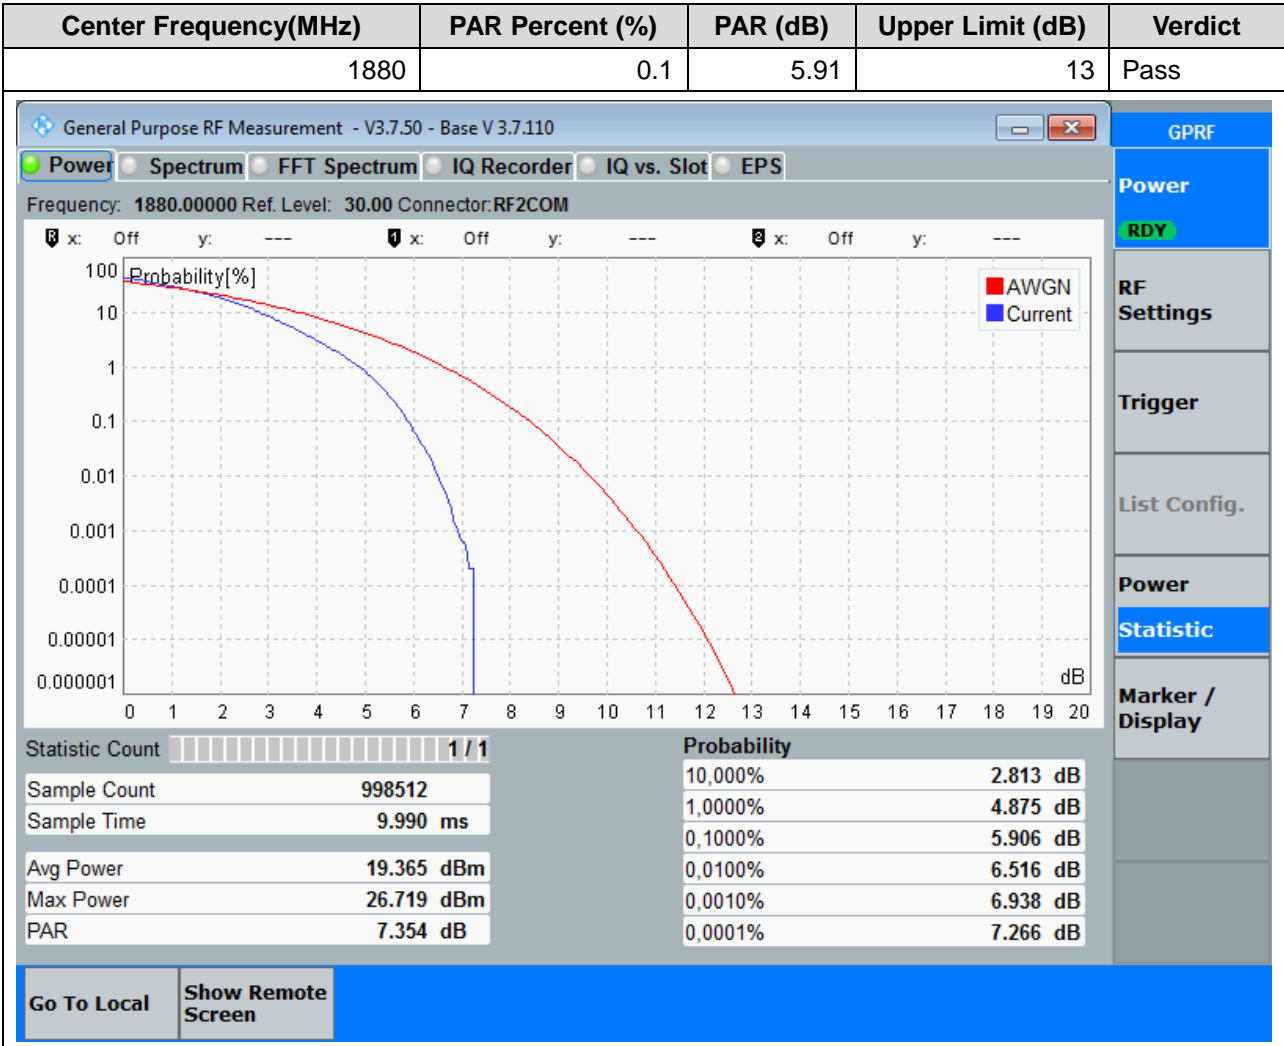 Center Frequency(MHz) PAR Percent (%) PAR (dB) Upper Limit (dB) Verdict
1880 0.1 5.91 13 Pass
General Purpose RF Measurement - V3.7.50 - Base V 3.7.110
GPRF
Power Spectrum FFT Spectrum IQ Recorder IQ vs. Slot EPS
Frequency: 1880.00000 Ref. Level: 30.00 Connector: RF2COM
R x: Off y: --- 1 x: Off y: --- 2 x: Off y: ---
Probability[%]
AWGN
Current
100
10
1
0.1
0.01
0.001
0.0001
0.00001
0.000001
dB
0 1 2 3 4 5 6 7 8 9 10 11 12 13 14 15 16 17 18 19 20
Statistic Count 1 / 1
Sample Count 998512
Sample Time 9.990 ms
Avg Power 19.365 dBm
Max Power 26.719 dBm
PAR 7.354 dB
Probability
10,000% 2.813 dB
1,0000% 4.875 dB
0,1000% 5.906 dB
0,0100% 6.516 dB
0,0010% 6.938 dB
0,0001% 7.266 dB
Power
RDY
RF
Settings
Trigger
List Config.
Power
Statistic
Marker /
Display
Go To Local
Show Remote
Screen